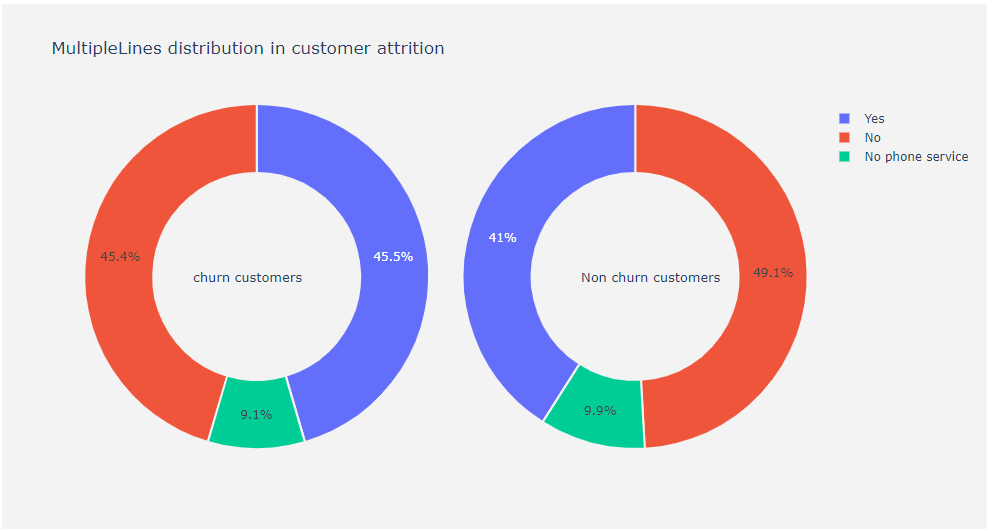 MultipleLines distribution in customer attrition
Yes
No
No phone service
45.4%
churn customers
45.5%
9.1%
41%
Non churn customers
49.1%
9.9%